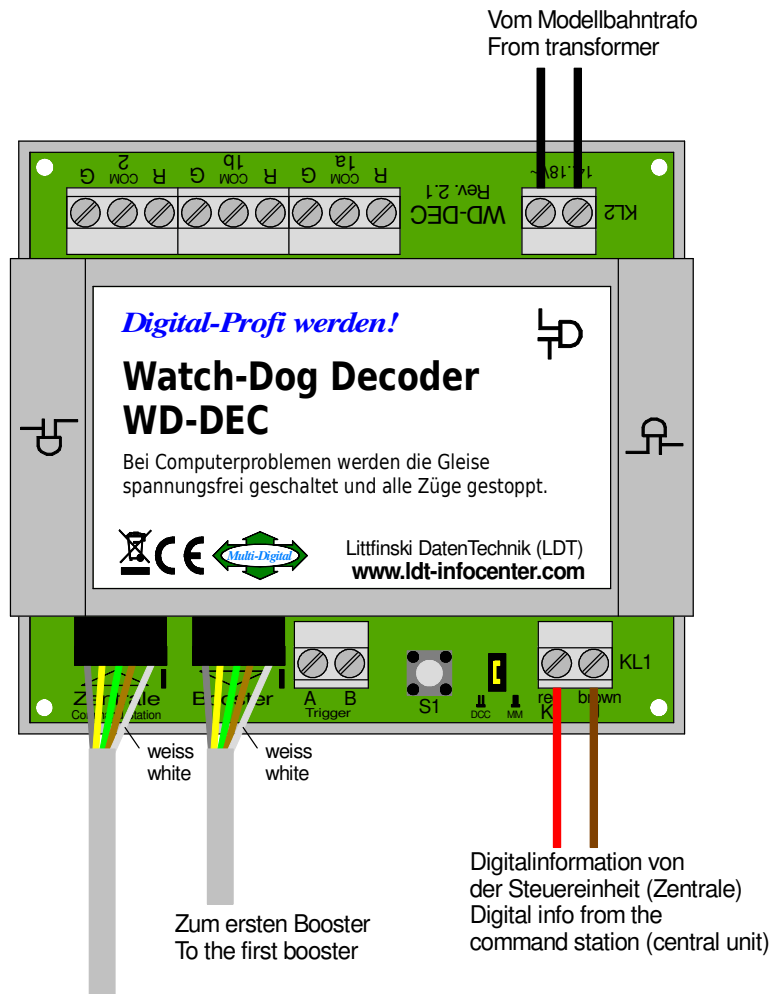 Vom Modellbahntrafo
From transformer
G COM R G COM R G COM R
2 1b 1a
14..18V~
WD-DEC
Rev. 2.1
KL2
Digital-Profi werden!
Watch-Dog Decoder
WD-DEC
Bei Computerproblemen werden die Gleise
spannungsfrei geschaltet und alle Züge gestoppt.
CE
Multi-Digital
Littfinski DatenTechnik (LDT)
www.ldt-infocenter.com
KL1
Zentrale
Command Station
Booster
A B
Trigger
S1
DCC MM
brown
K
weiss
white
weiss
white
Zum ersten Booster
To the first booster
Digitalinformation von
der Steuereinheit (Zentrale)
Digital info from the
command station (central unit)